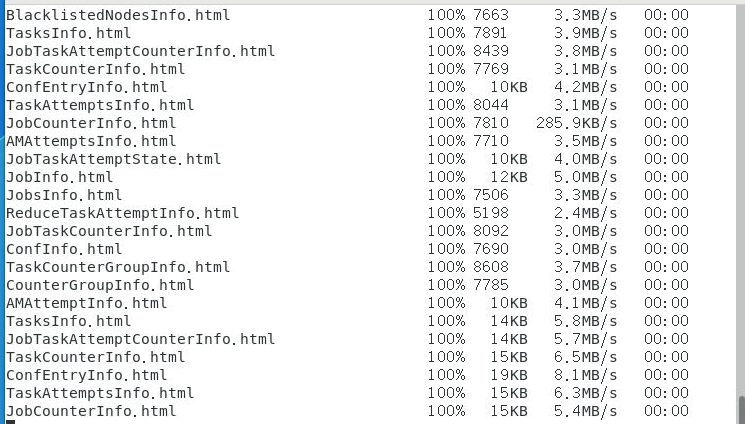 BlacklistedNodesInfo.html 100% 7663 3.3MB/s 00:00
TasksInfo.html 100% 7891 3.9MB/s 00:00
JobTaskAttemptCounterInfo.html 100% 8439 3.8MB/s 00:00
TaskCounterInfo.html 100% 7769 3.1MB/s 00:00
ConfEntryInfo.html 100% 10KB 4.2MB/s 00:00
TaskAttemptsInfo.html 100% 8044 3.1MB/s 00:00
JobCounterInfo.html 100% 7810 285.9KB/s 00:00
AMAttemptsInfo.html 100% 7710 3.5MB/s 00:00
JobTaskAttemptState.html 100% 10KB 4.0MB/s 00:00
JobInfo.html 100% 12KB 5.0MB/s 00:00
JobsInfo.html 100% 7506 3.3MB/s 00:00
ReduceTaskAttemptInfo.html 100% 5198 2.4MB/s 00:00
JobTaskCounterInfo.html 100% 8092 3.0MB/s 00:00
ConfInfo.html 100% 7690 3.0MB/s 00:00
TaskCounterGroupInfo.html 100% 8608 3.7MB/s 00:00
CounterGroupInfo.html 100% 7785 3.0MB/s 00:00
AMAttemptInfo.html 100% 10KB 4.1MB/s 00:00
TasksInfo.html 100% 14KB 5.8MB/s 00:00
JobTaskAttemptCounterInfo.html 100% 14KB 5.7MB/s 00:00
TaskCounterInfo.html 100% 15KB 6.5MB/s 00:00
ConfEntryInfo.html 100% 19KB 8.1MB/s 00:00
TaskAttemptsInfo.html 100% 15KB 6.3MB/s 00:00
JobCounterInfo.html 100% 15KB 5.4MB/s 00:00